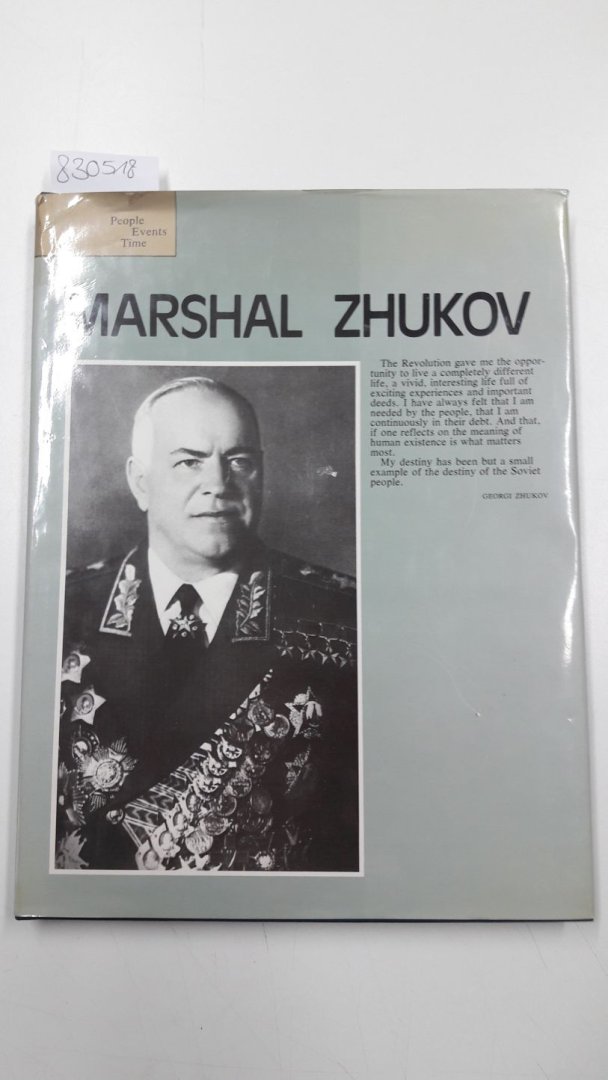 830518
People
Events
Time
MARSHAL ZHUKOV
The Revolution gave me the oppor-
tunity to live a completely different
life, a vivid, interesting life full of
exciting experiences and important
deeds. I have always felt that I am
needed by the people, that I am
continuously in their debt. And that,
if one reflects on the meaning of
human existence is what matters
most.
My destiny has been but a small
example of the destiny of the Soviet
people.
GEORGI ZHUKOV